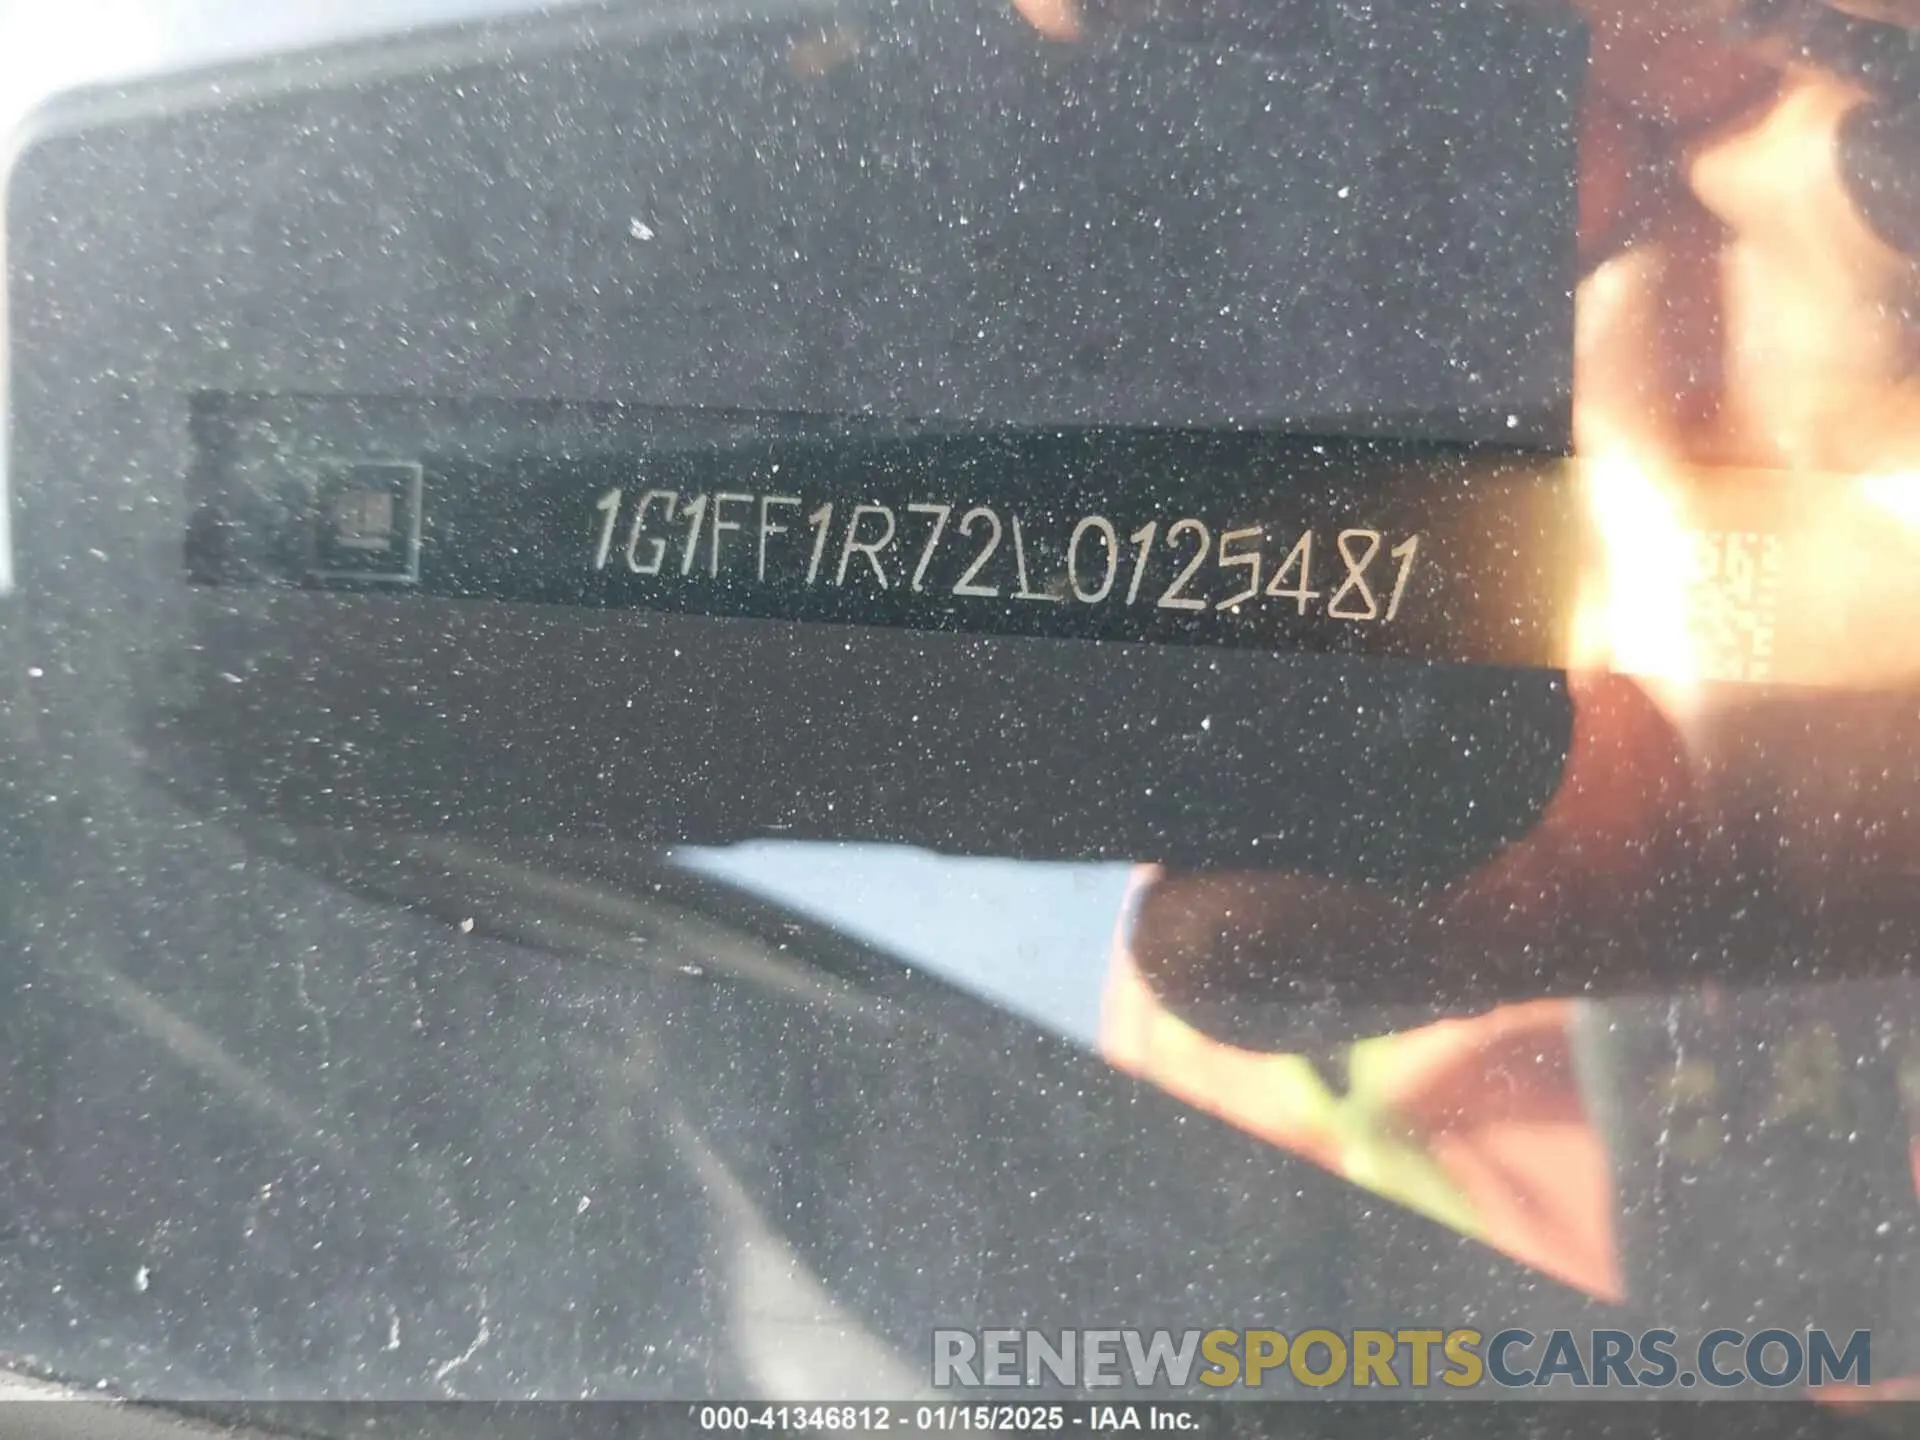 1G1FF1R72L0125481
RENEWSPORTSCARS.COM
000-41346812 - 01/15/2025 - IAA Inc.